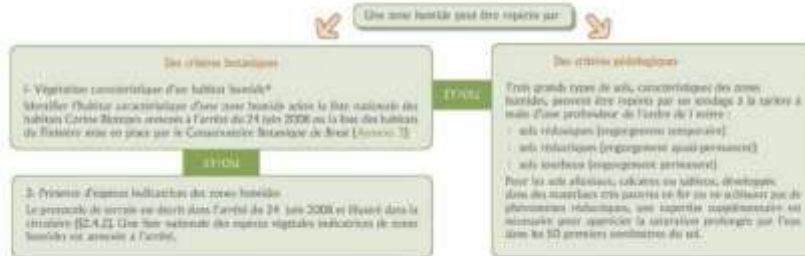 Une zone humide peut être repérée par
Des critères botaniques
1- Végétation caractéristique d'un habitat humide*
Identifier l'habitat caractéristique d'une zone humide selon la liste nationale des
habitats Corine Biotopes annexée à l'arrêté du 24 juin 2008 ou la liste des habitats
du Finistère mise en place par le Conservatoire Botanique de Brest (Annexe 7)
ET/OU
2- Présence d'espèces indicatrices des zones humides
Le protocole de terrain est décrit dans l'arrêté du 24 juin 2008 et illustré dans la
circulaire (§2.4.2). Une liste nationale des espèces végétales indicatrices de zones
humides est annexée à l'arrêté.
ET/OU
Des critères pédologiques
Trois grands types de sols, caractéristiques des zones
humides, peuvent être repérés par un sondage à la tarière à
main d'une profondeur de l'ordre de 1 mètre :
sols rédoxiques (engorgement temporaire)
sols réductiques (engorgement quasi-permanent)
sols tourbeux (engorgement permanent)
Pour les sols alluviaux, calcaires ou sableux, développés
dans des matériaux très pauvres en fer ou ne subissant pas de
phénomènes réductiques, une expertise supplémentaire est
nécessaire pour apprécier la saturation prolongée par l'eau
dans les 50 premiers centimètres du sol.